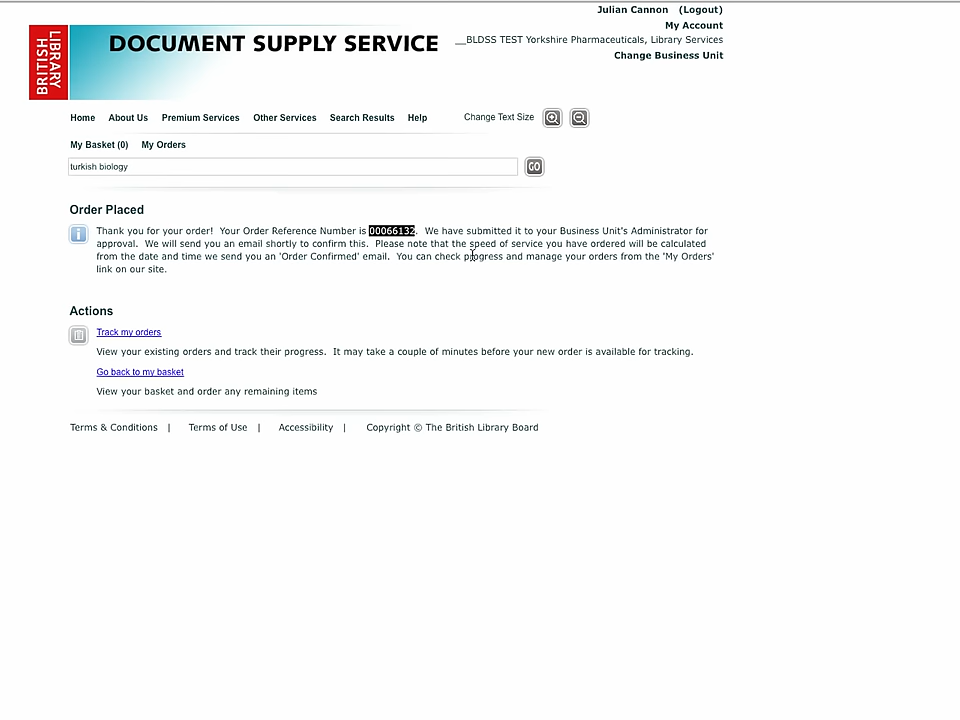 Julian Cannon (Logout)
My Account
__BLDSS TEST Yorkshire Pharmaceuticals, Library Services
Change Business Unit
BRITISH
LIBRARY
DOCUMENT SUPPLY SERVICE
Home About Us Premium Services Other Services Search Results Help Change Text Size
My Basket (0) My Orders
turkish biology GO
Order Placed
Thank you for your order! Your Order Reference Number is 00066132. We have submitted it to your Business Unit's Administrator for
approval. We will send you an email shortly to confirm this. Please note that the speed of service you have ordered will be calculated
from the date and time we send you an 'Order Confirmed' email. You can check progress and manage your orders from the 'My Orders'
link on our site.
Actions
Track my orders
View your existing orders and track their progress. It may take a couple of minutes before your new order is available for tracking.
Go back to my basket
View your basket and order any remaining items
Terms & Conditions | Terms of Use | Accessibility | Copyright © The British Library Board